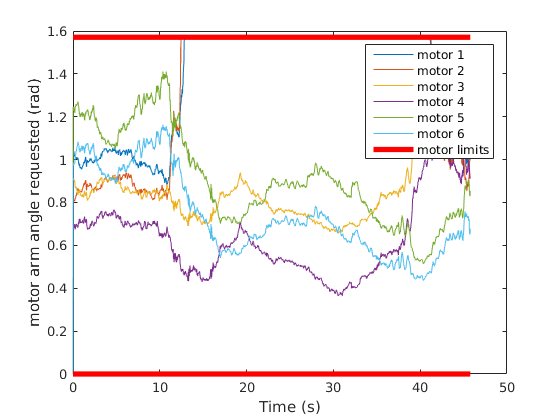 motor arm angle requested (rad)
1.6
1.4
1.2
1
0.8
0.6
0.4
0.2
0
0
10
20
30
40
50
Time (s)
motor 1
motor 2
motor 3
motor 4
motor 5
motor 6
motor limits